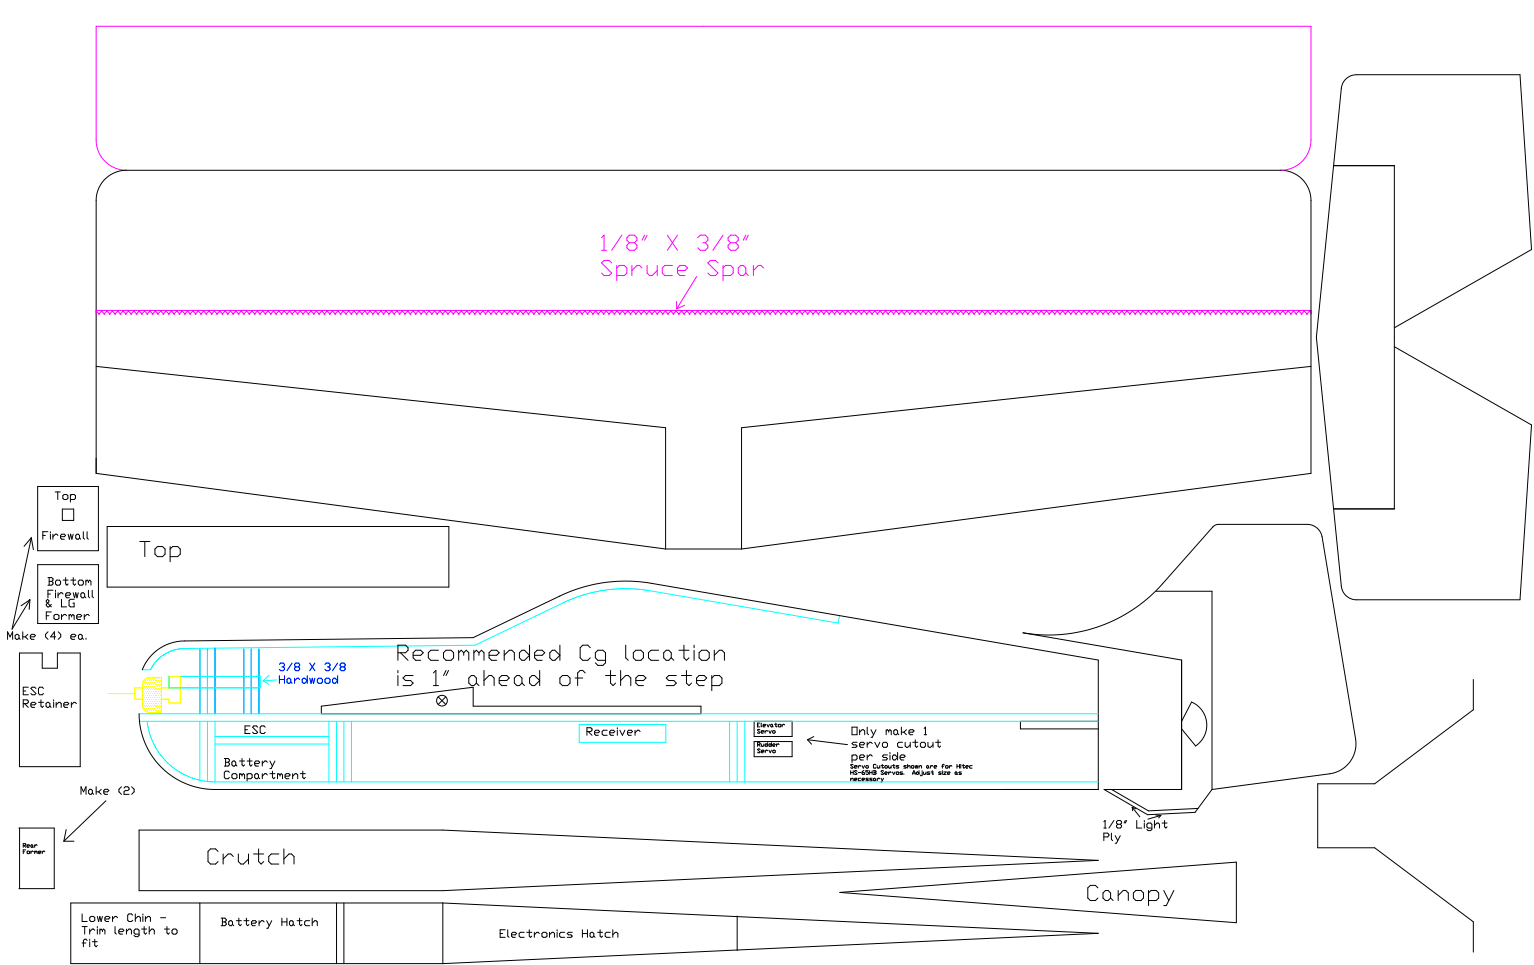 1/8" X 3/8"
Spruce Spar
Top
Firewall
Bottom
Firewall
& LG
Former
Make (4) ea.
Top
ESC
Retainer
3/8 X 3/8
Hardwood
Recommended Cg location
is 1" ahead of the step
ESC
Battery
Compartment
Receiver
Elevator
Servo
Rudder
Servo
Only make 1
servo cutout
per side
Servo Cutouts shown are for Hitec
HS-65HB Servos. Adjust size as
necessary
1/8" Light
Ply
Make (2)
Rear
Former
Crutch
Canopy
Lower Chin -
Trim length to
fit
Battery Hatch
Electronics Hatch